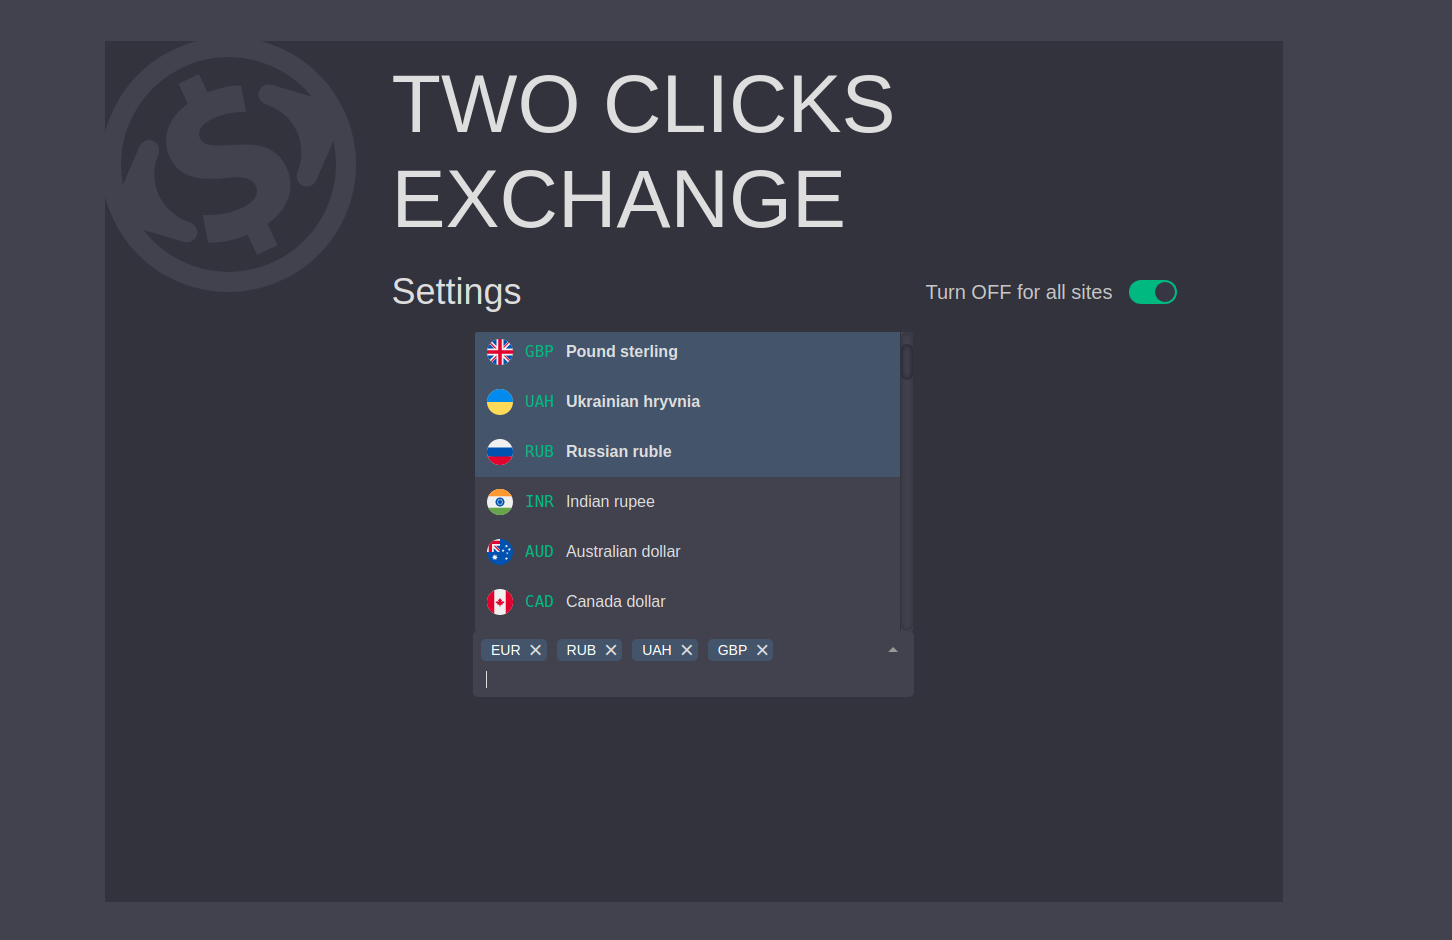 TWO CLICKS
EXCHANGE
Settings
Turn OFF for all sites
GBP Pound sterling
UAH Ukrainian hryvnia
RUB Russian ruble
INR Indian rupee
AUD Australian dollar
CAD Canada dollar
EUR RUB UAH GBP